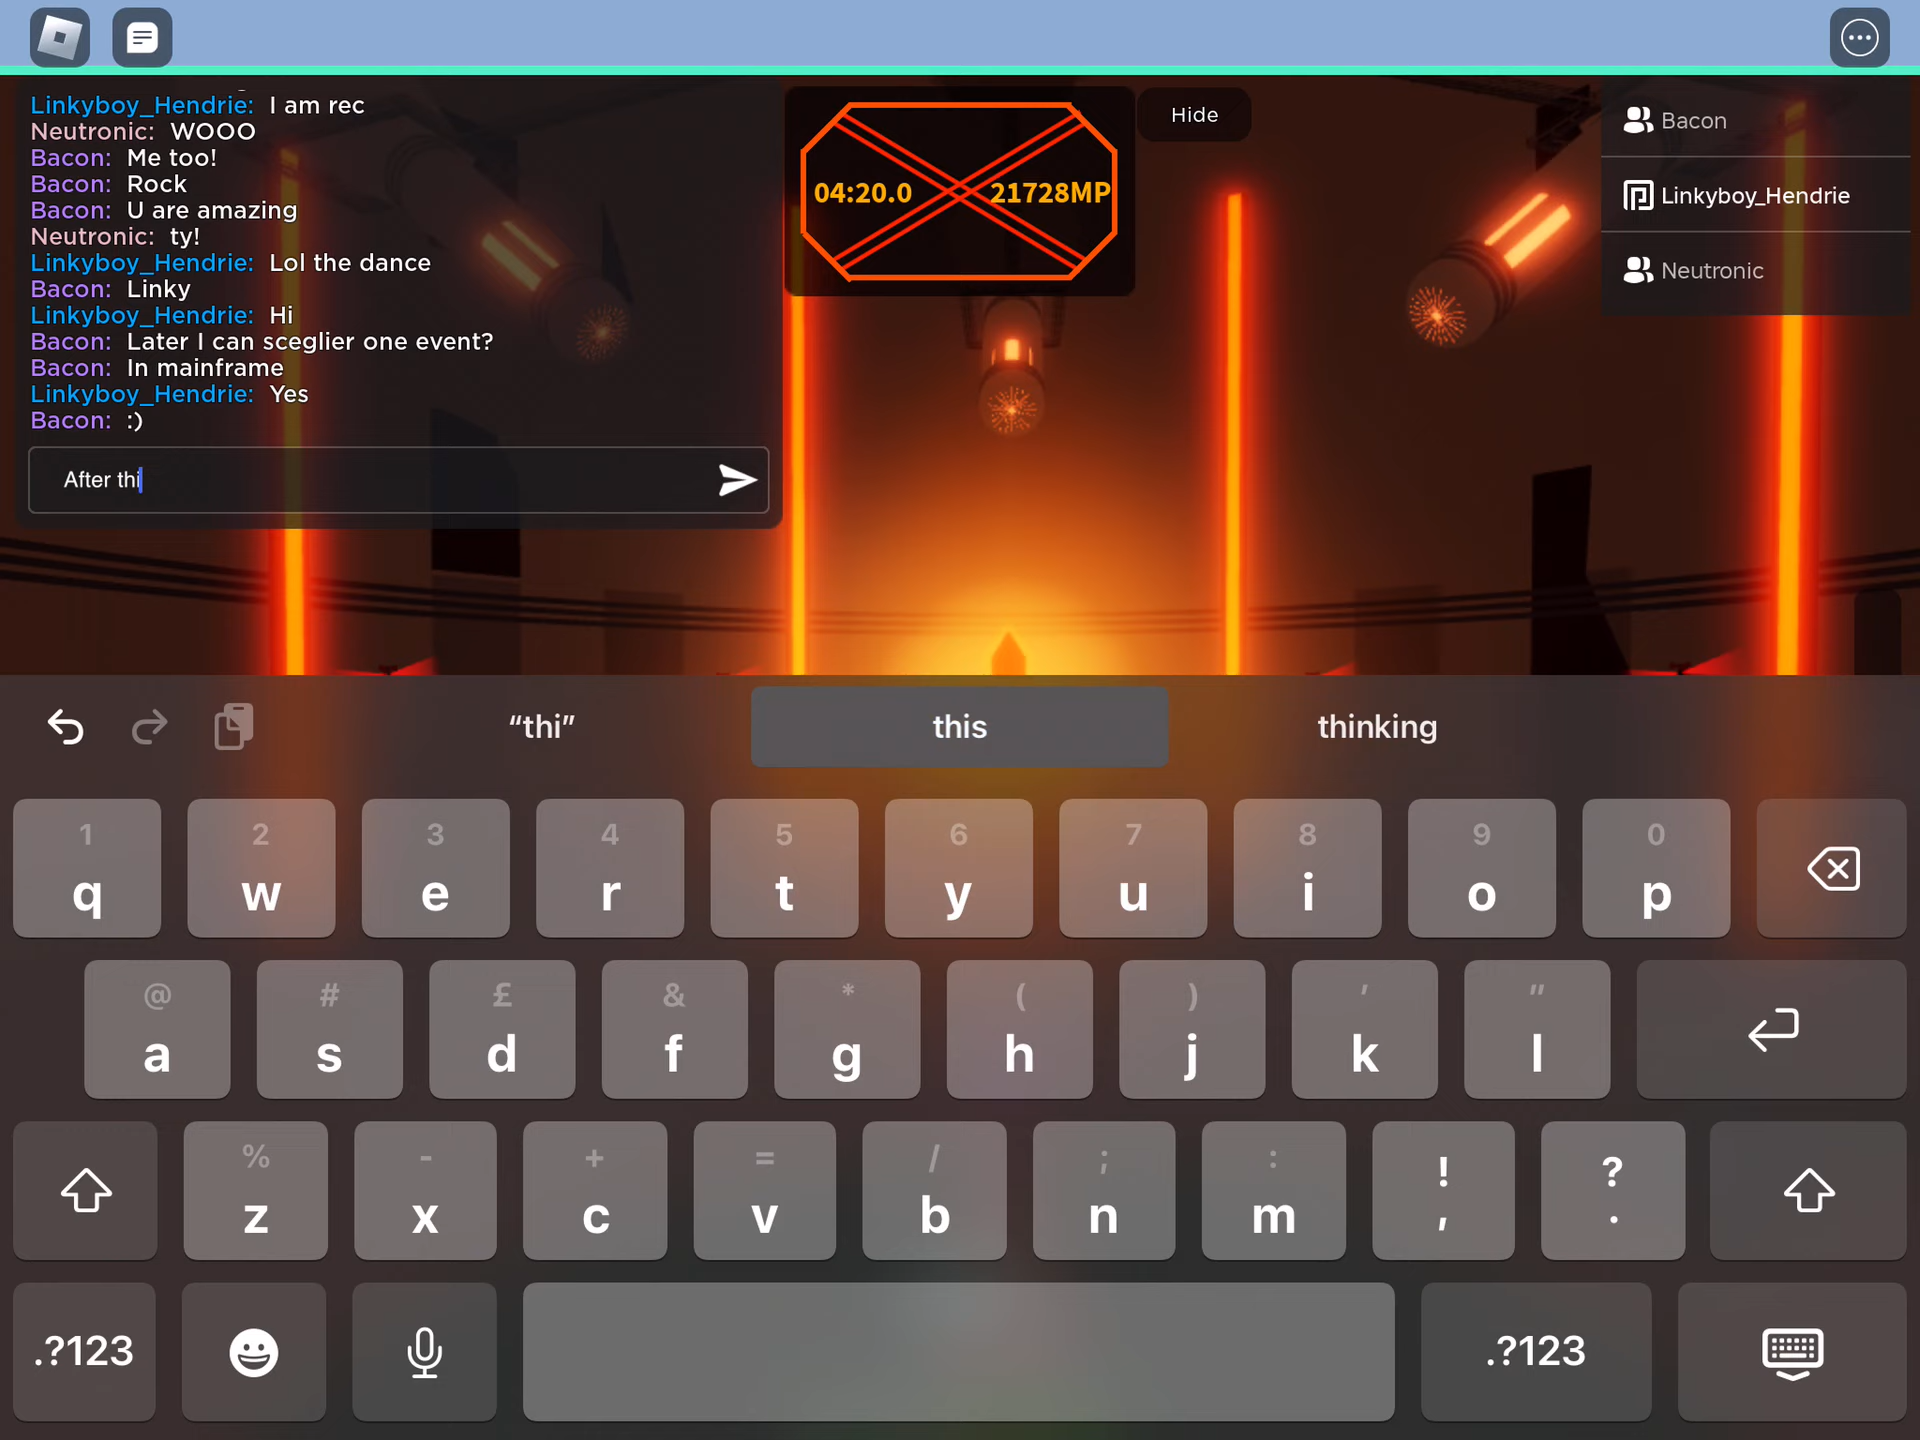 Linkyboy_Hendrie: I am rec
Neutronic: WOOO
Bacon: Me too!
Bacon: Rock
Bacon: U are amazing
Neutronic: ty!
Linkyboy_Hendrie: Lol the dance
Bacon: Linky
Linkyboy_Hendrie: Hi
Bacon: Later I can sceglier one event?
Bacon: In mainframe
Linkyboy_Hendrie: Yes
Bacon: :)
After thi
04:20.0 21728MP
Hide
Bacon
Linkyboy_Hendrie
Neutronic
“thi” this thinking
1 2 3 4 5 6 7 8 9 0
q w e r t y u i o p
@ # £ & * ( ) ' "
a s d f g h j k l
% - + = / ; : ! ?
z x c v b n m , .
.?123 .?123